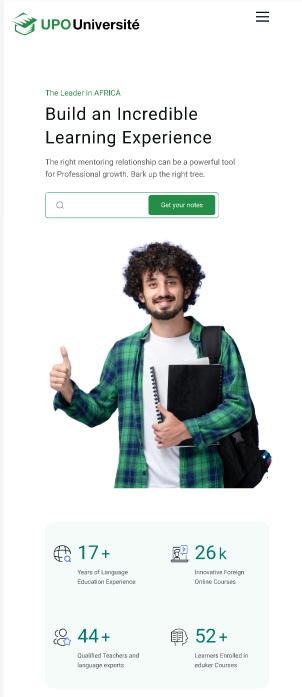 UPOUniversité
The Leader in AFRICA
Build an Incredible
Learning Experience
The right mentoring relationship can be a powerful tool
for Professional growth. Bark up the right tree.
Get your notes
17+
Years of Language
Education Experience
26k
Innovative Foreign
Online Courses
44+
Qualified Teachers and
language experts
52+
Learners Enrolled in
eduker Courses